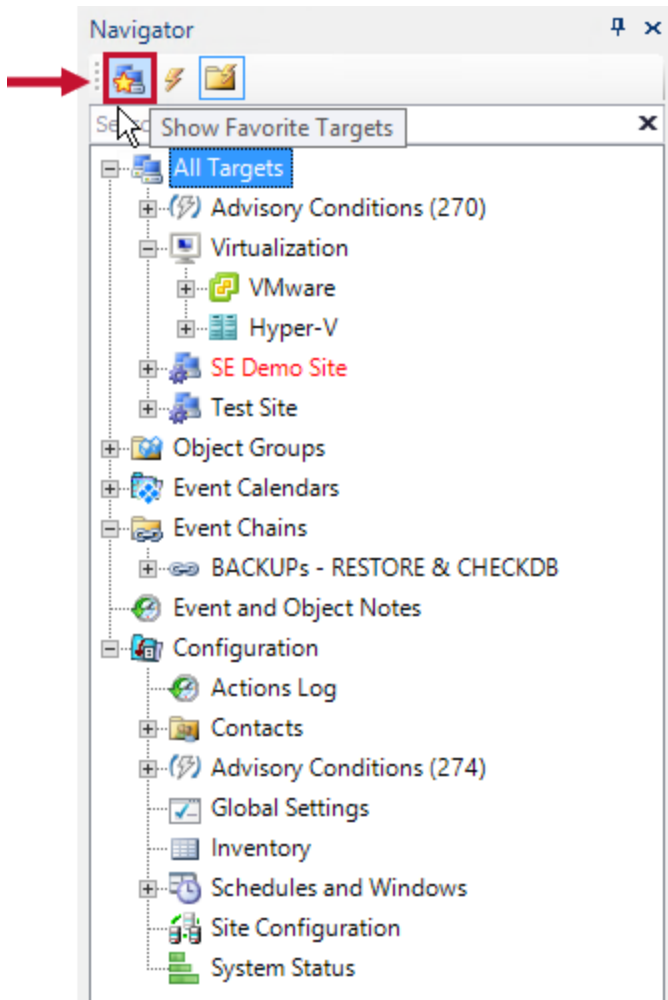 Navigator
Show Favorite Targets
All Targets
Advisory Conditions (270)
Virtualization
VMware
Hyper-V
SE Demo Site
Test Site
Object Groups
Event Calendars
Event Chains
BACKUPs - RESTORE & CHECKDB
Event and Object Notes
Configuration
Actions Log
Contacts
Advisory Conditions (274)
Global Settings
Inventory
Schedules and Windows
Site Configuration
System Status